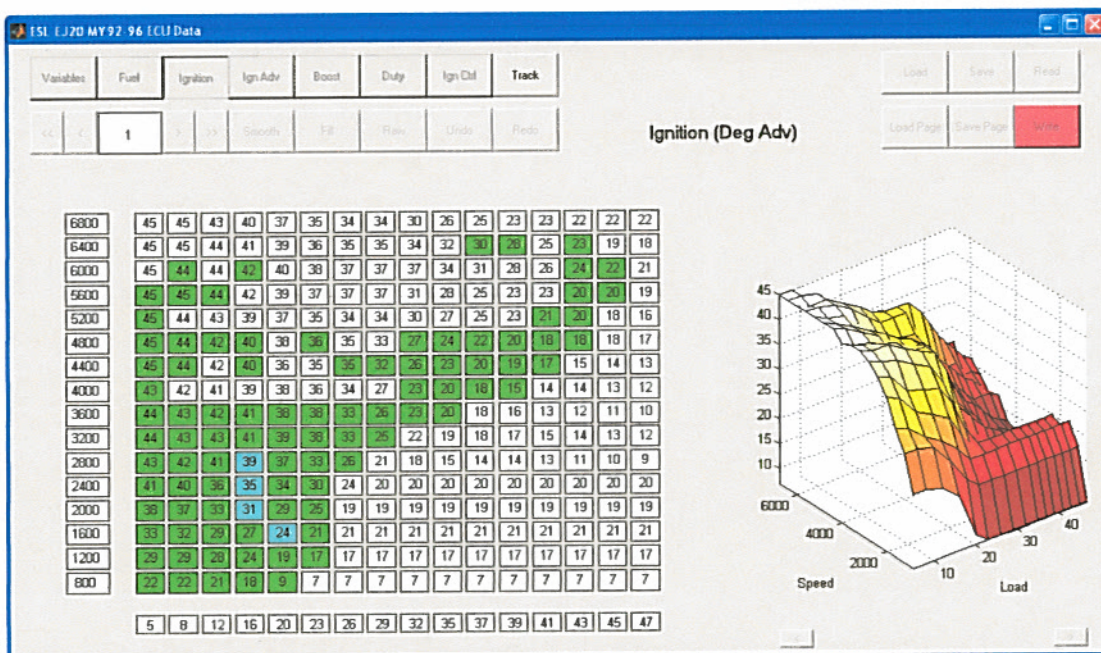 ESL EJ20 MY92-96 ECU Data
Variables Fuel Ignition Ign Adv Boost Duty Ign Ctrl Track Load Save Read
<< < 1 > >> Smooth Fill Raw Undo Redo Ignition (Deg Adv) Load Page Save Page Write
6800 45 45 43 40 37 35 34 34 30 26 25 23 23 22 22 22
6400 45 45 44 41 39 36 35 35 34 32 30 28 25 23 19 18
6000 45 44 44 42 40 38 37 37 37 34 31 28 26 24 22 21
5600 45 45 44 42 39 37 37 37 31 28 25 23 23 20 20 19
5200 45 44 43 39 37 35 34 34 30 27 25 23 21 20 18 16
4800 45 44 42 40 38 36 35 33 27 24 22 20 18 18 18 17
4400 45 44 42 40 36 35 35 32 26 23 20 19 17 15 14 13
4000 43 42 41 39 38 36 34 27 23 20 18 15 14 14 13 12
3600 44 43 42 41 38 38 33 26 23 20 18 16 13 12 11 10
3200 44 43 43 41 39 38 33 25 22 19 18 17 15 14 13 12
2800 43 42 41 39 37 33 26 21 18 15 14 14 13 11 10 9
2400 41 40 36 35 34 30 24 20 20 20 20 20 20 20 20 20
2000 38 37 33 31 29 25 19 19 19 19 19 19 19 19 19 19
1600 33 32 29 27 24 21 21 21 21 21 21 21 21 21 21 21
1200 29 29 28 24 19 17 17 17 17 17 17 17 17 17 17 17
800 22 22 21 18 9 7 7 7 7 7 7 7 7 7 7 7
5 8 12 16 20 23 26 29 32 35 37 39 41 43 45 47
45
40
35
30
25
20
15
10
6000
4000
2000
Speed
10 20 30 40
Load